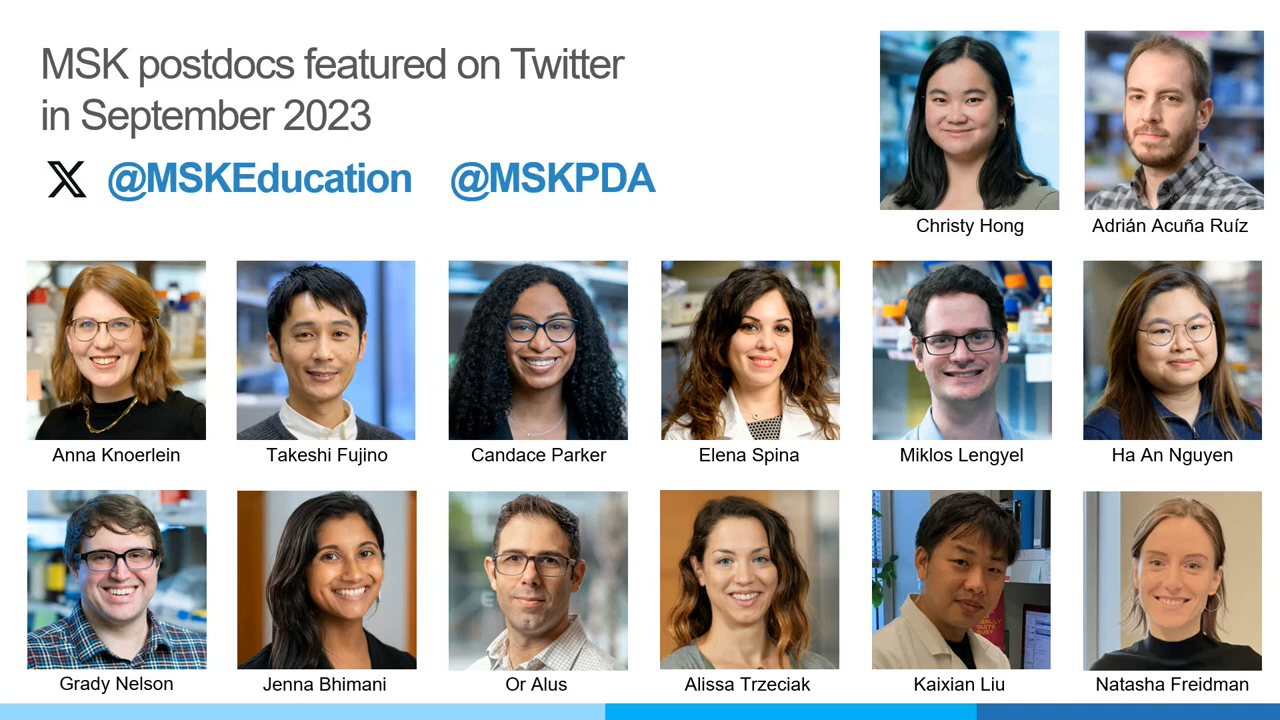 MSK postdocs featured on Twitter
in September 2023
@MSKEducation @MSKPDA
Christy Hong
Adrián Acuña Ruíz
Anna Knoerlein
Takeshi Fujino
Candace Parker
Elena Spina
Miklos Lengyel
Ha An Nguyen
Grady Nelson
Jenna Bhimani
Or Alus
Alissa Trzeciak
Kaixian Liu
Natasha Freidman